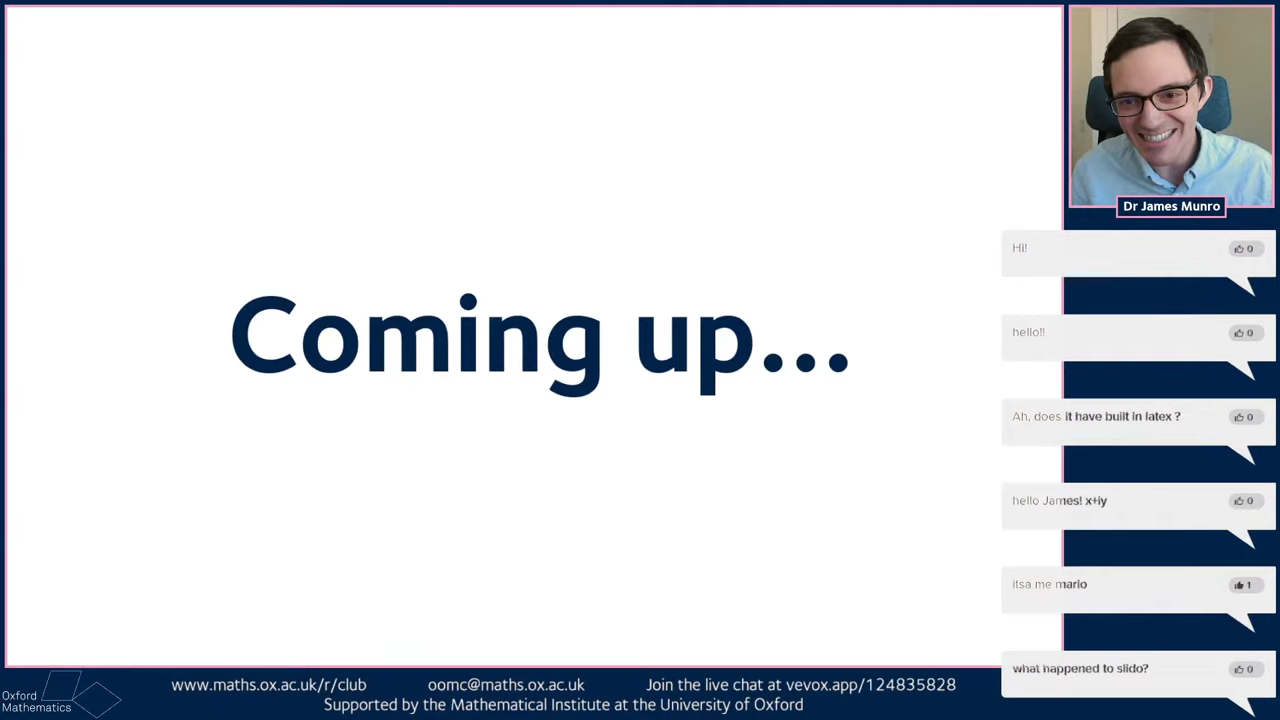 Coming up...
Dr James Munro
Hi!
0
hello!!
0
Ah, does it have built in latex ?
0
hello James! x+iy
0
itsa me mario
1
what happened to slido?
0
Oxford
Mathematics
www.maths.ox.ac.uk/r/club oomc@maths.ox.ac.uk Join the live chat at vevox.app/124835828
Supported by the Mathematical Institute at the University of Oxford